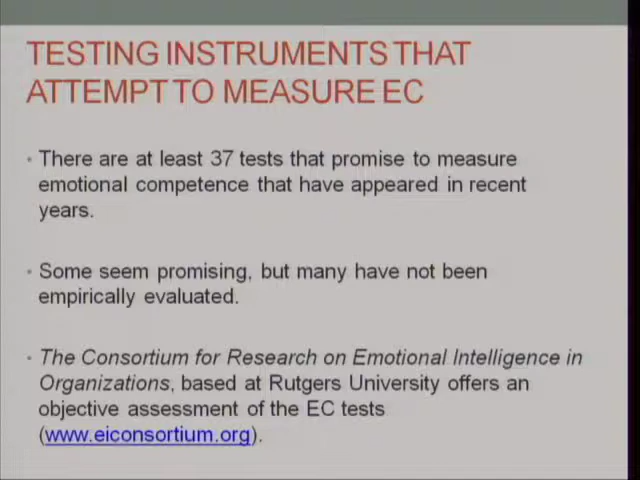 TESTING INSTRUMENTS THAT
ATTEMPT TO MEASURE EC
• There are at least 37 tests that promise to measure
emotional competence that have appeared in recent
years.
• Some seem promising, but many have not been
empirically evaluated.
• The Consortium for Research on Emotional Intelligence in
Organizations, based at Rutgers University offers an
objective assessment of the EC tests
(www.eiconsortium.org).